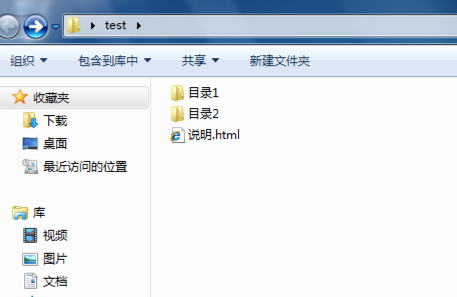 test
组织 包含到库中 共享 新建文件夹
收藏夹
下载
桌面
最近访问的位置
库
视频
图片
文档
目录1
目录2
说明.html